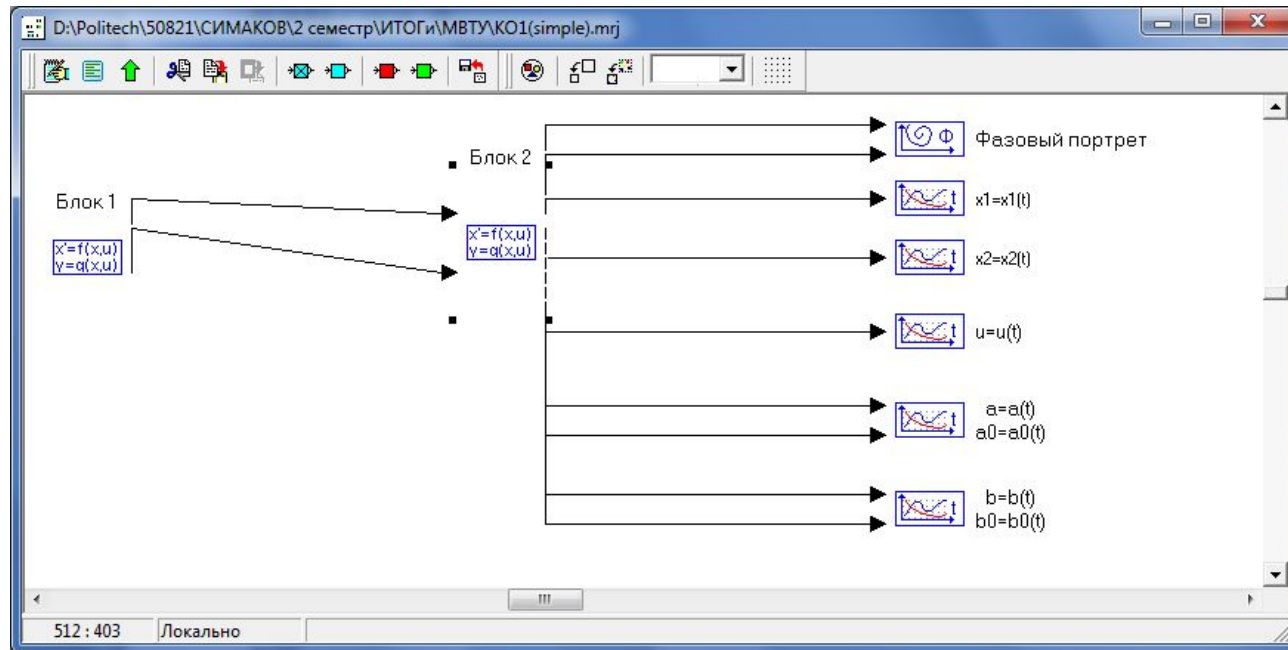 D:\Politech\50821\СИМАКОВ\2 семестр\ИТОГи\МВТУ\КО1(simple).mrj
Ф
Фазовый портрет
Блок 2
Блок 1
x'=f(x,u)
y=q(x,u)
x'=f(x,u)
y=q(x,u)
t
x1=x1(t)
t
x2=x2(t)
t
u=u(t)
t
a=a(t)
a0=a0(t)
t
b=b(t)
b0=b0(t)
512 : 403
Локально